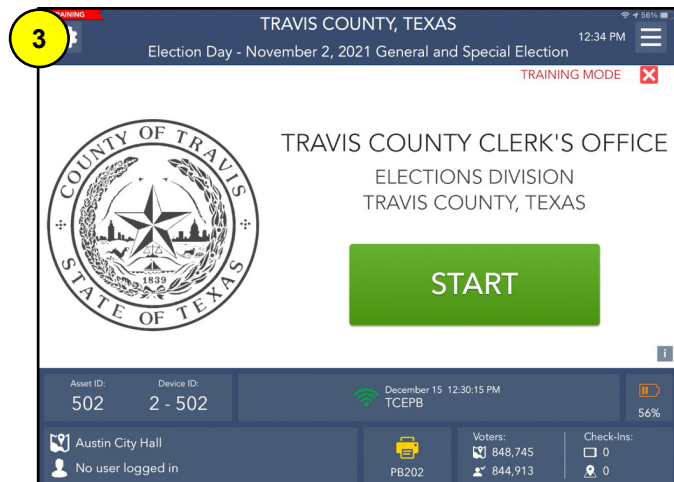 3
TRAINING
TRAVIS COUNTY, TEXAS
56%
12:34 PM
Election Day - November 2, 2021 General and Special Election
TRAINING MODE
COUNTY OF TRAVIS
STATE OF TEXAS
1839
TRAVIS COUNTY CLERK'S OFFICE
ELECTIONS DIVISION
TRAVIS COUNTY, TEXAS
START
i
Asset ID:
502
Device ID:
2 - 502
December 15 12:30:15 PM
TCEPB
56%
Austin City Hall
No user logged in
PB202
Voters:
848,745
844,913
Check-Ins:
0
0